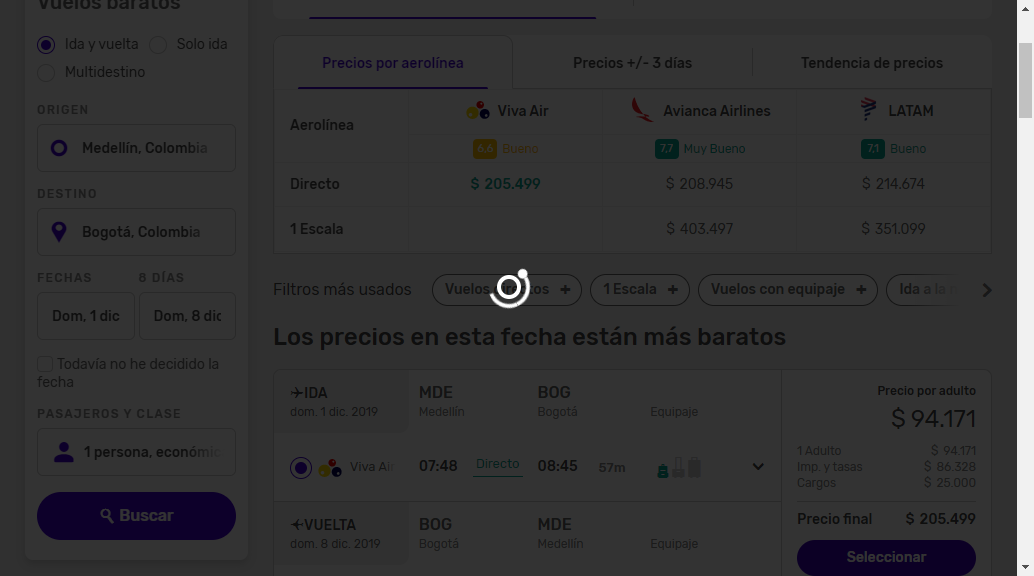 Vuelos baratos
Ida y vuelta
Solo ida
Multidestino
ORIGEN
Medellín, Colombia
DESTINO
Bogotá, Colombia
FECHAS
8 DÍAS
Dom, 1 dic
Dom, 8 dic
Todavía no he decidido la
fecha
PASAJEROS Y CLASE
1 persona, económic
Buscar
Precios por aerolínea
Precios +/- 3 días
Tendencia de precios
Aerolínea
Viva Air
Avianca Airlines
LATAM
6,6 Bueno
7,7 Muy Bueno
7,1 Bueno
Directo
$ 205.499
$ 208.945
$ 214.674
1 Escala
$ 403.497
$ 351.099
Filtros más usados
Vuelos directos +
1 Escala +
Vuelos con equipaje +
Ida a la
Los precios en esta fecha están más baratos
IDA
MDE
BOG
dom. 1 dic. 2019
Medellín
Bogotá
Equipaje
Viva Air
07:48
Directo
08:45
57m
VUELTA
BOG
MDE
dom. 8 dic. 2019
Bogotá
Medellín
Equipaje
Precio por adulto
$ 94.171
1 Adulto
$ 94.171
Imp. y tasas
$ 86.328
Cargos
$ 25.000
Precio final
$ 205.499
Seleccionar